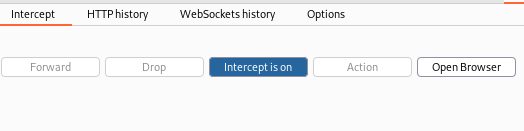 Intercept HTTP history WebSockets history Options
Forward Drop Intercept is on Action Open Browser